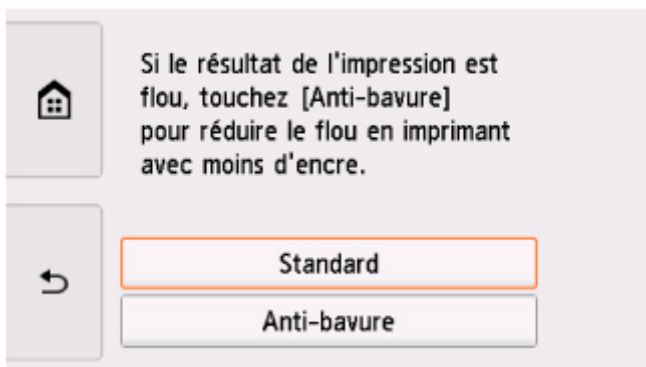 Si le résultat de l'impression est
flou, touchez [Anti-bavure]
pour réduire le flou en imprimant
avec moins d'encre.
Standard
Anti-bavure